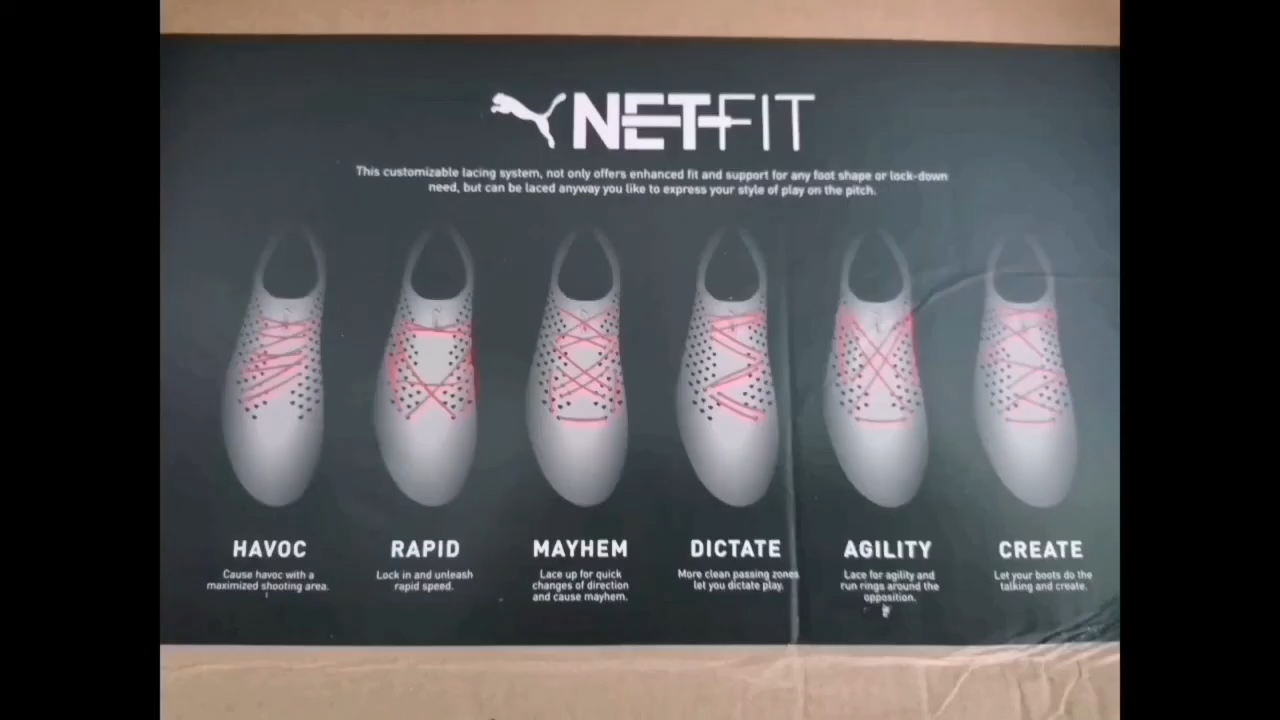 NETFIT
This customizable lacing system, not only offers enhanced fit and support for any foot shape or lock-down
need, but can be laced anyway you like to express your style of play on the pitch.
HAVOC
Cause havoc with a
maximized shooting area.
RAPID
Lock in and unleash
rapid speed.
MAYHEM
Lace up for quick
changes of direction
and cause mayhem.
DICTATE
More clean passing zones
let you dictate play.
AGILITY
Lace for agility and
run rings around the
opposition.
CREATE
Let your boots do the
talking and create.